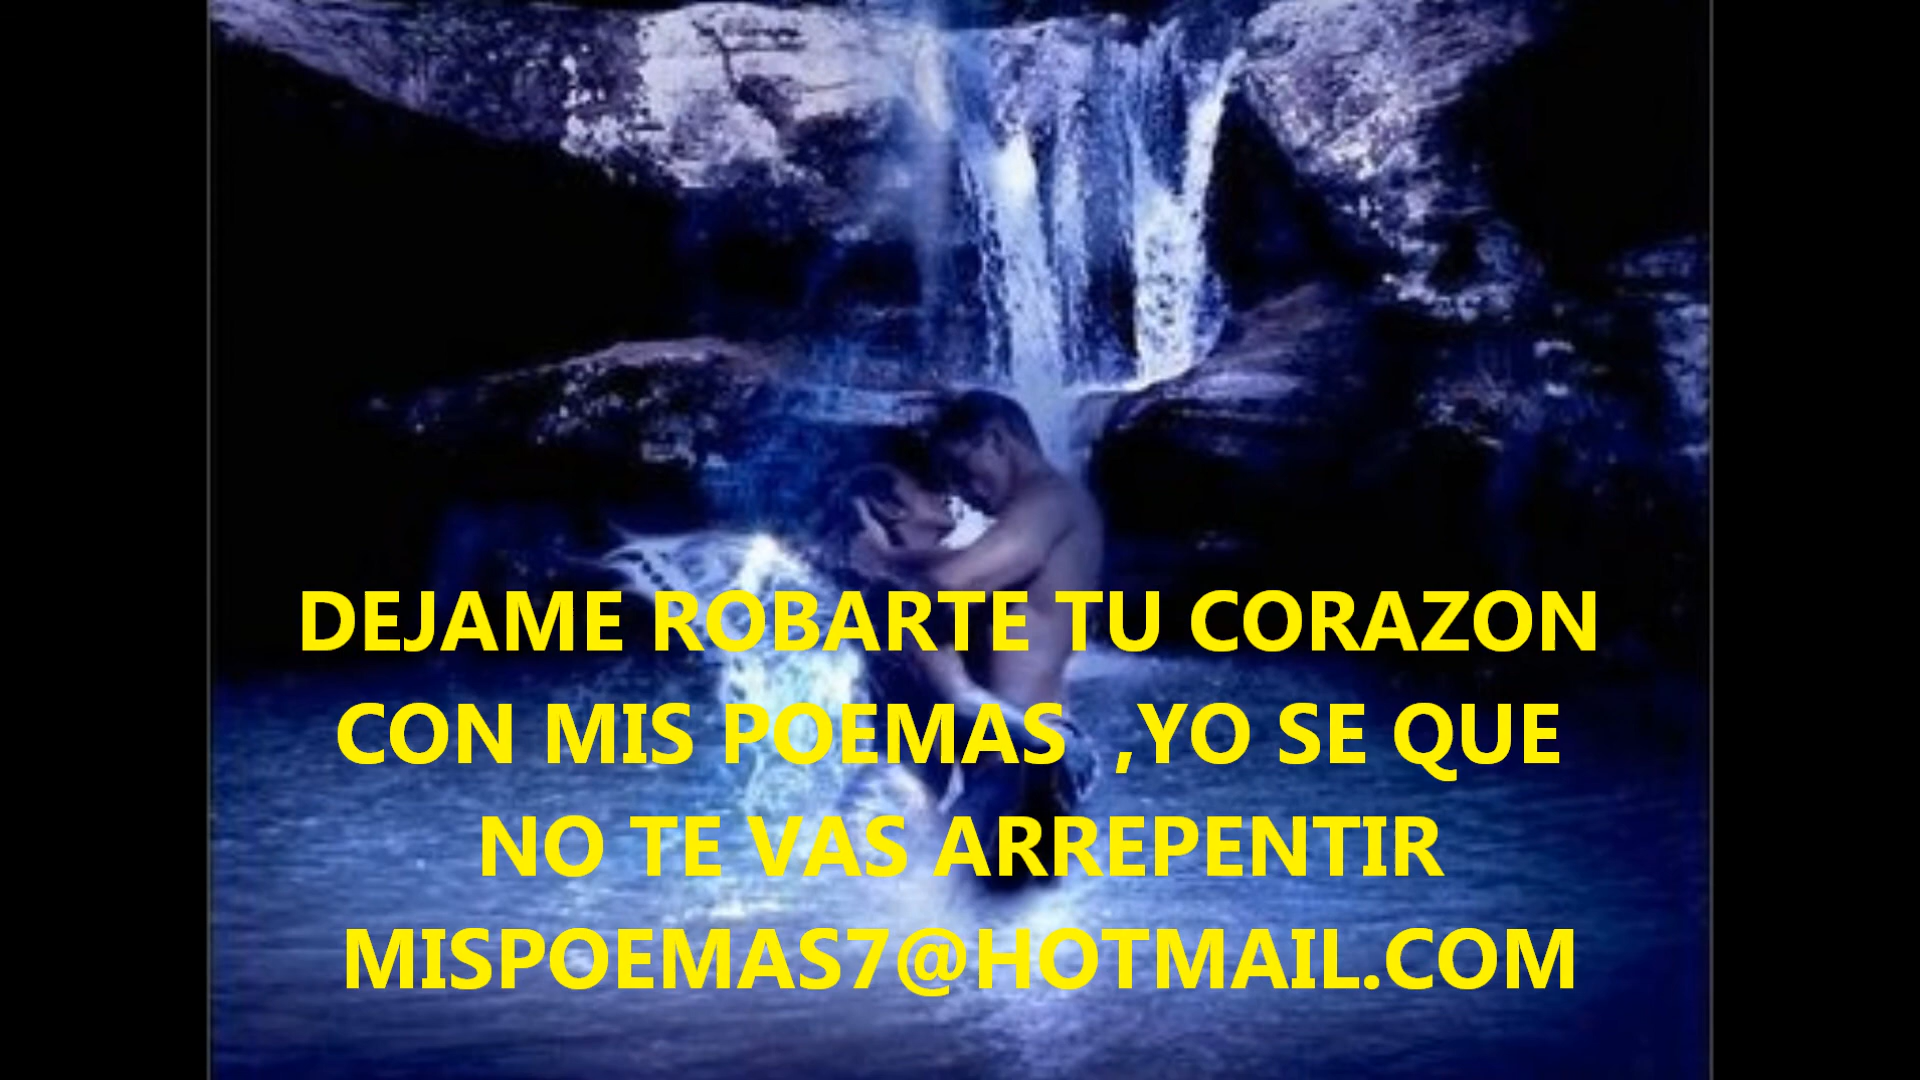 DEJAME ROBARTE TU CORAZON
CON MIS POEMAS  ,YO SE QUE
NO TE VAS ARREPENTIR
MISPOEMAS7@HOTMAIL.COM